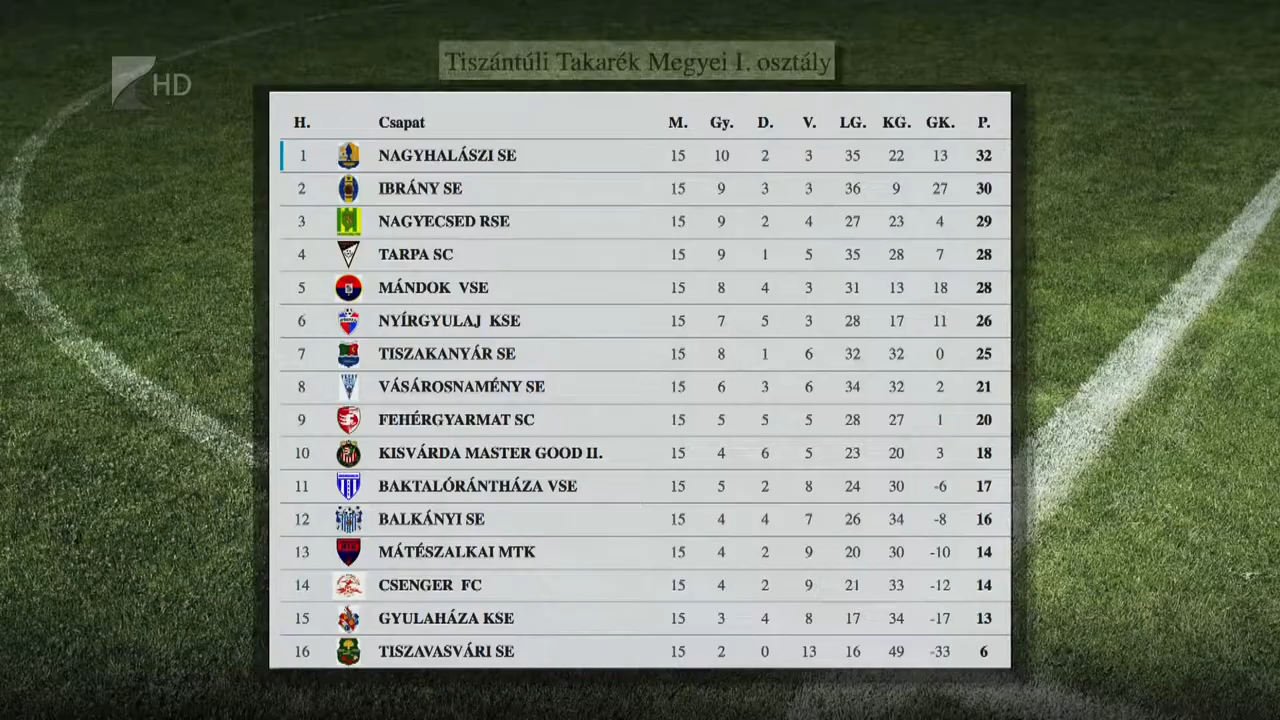 Tiszántúli Takarék Megyei I. osztály
HD
H. Csapat M. Gy. D. V. LG. KG. GK. P.
1 NAGYHALÁSZI SE 15 10 2 3 35 22 13 32
2 IBRÁNY SE 15 9 3 3 36 9 27 30
3 NAGYECSED RSE 15 9 2 4 27 23 4 29
4 TARPA SC 15 9 1 5 35 28 7 28
5 MÁNDOK VSE 15 8 4 3 31 13 18 28
6 NYÍRGYULAJ KSE 15 7 5 3 28 17 11 26
7 TISZAKANYÁR SE 15 8 1 6 32 32 0 25
8 VÁSÁROSNAMÉNY SE 15 6 3 6 34 32 2 21
9 FEHÉRGYARMAT SC 15 5 5 5 28 27 1 20
10 KISVÁRDA MASTER GOOD II. 15 4 6 5 23 20 3 18
11 BAKTALÓRÁNTHÁZA VSE 15 5 2 8 24 30 -6 17
12 BALKÁNYI SE 15 4 4 7 26 34 -8 16
13 MÁTÉSZALKAI MTK 15 4 2 9 20 30 -10 14
14 CSENGER FC 15 4 2 9 21 33 -12 14
15 GYULAHÁZA KSE 15 3 4 8 17 34 -17 13
16 TISZAVASVÁRI SE 15 2 0 13 16 49 -33 6